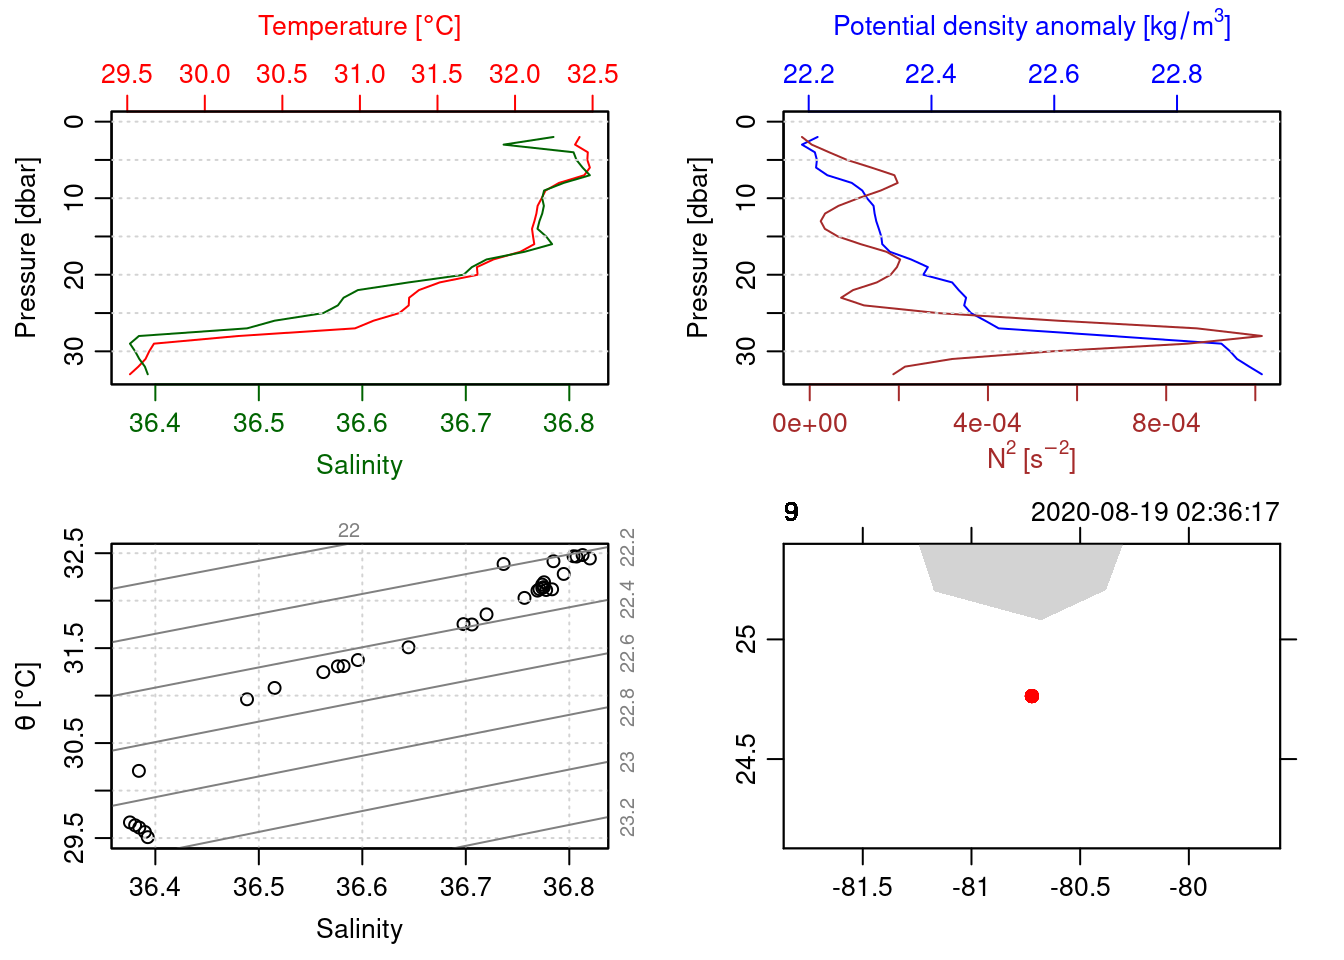 Temperature [°C]
29.5 30.0 30.5 31.0 31.5 32.0 32.5
Pressure [dbar]
0 10 20 30
36.4 36.5 36.6 36.7 36.8
Salinity
Potential density anomaly [kg/m³]
22.2 22.4 22.6 22.8
Pressure [dbar]
0 10 20 30
0e+00 4e-04 8e-04
N² [s⁻²]
22
22.2 22.4 22.6 22.8 23 23.2
θ [°C]
32.5 31.5 30.5 29.5
36.4 36.5 36.6 36.7 36.8
Salinity
9 2020-08-19 02:36:17
25 24.5
-81.5 -81 -80.5 -80